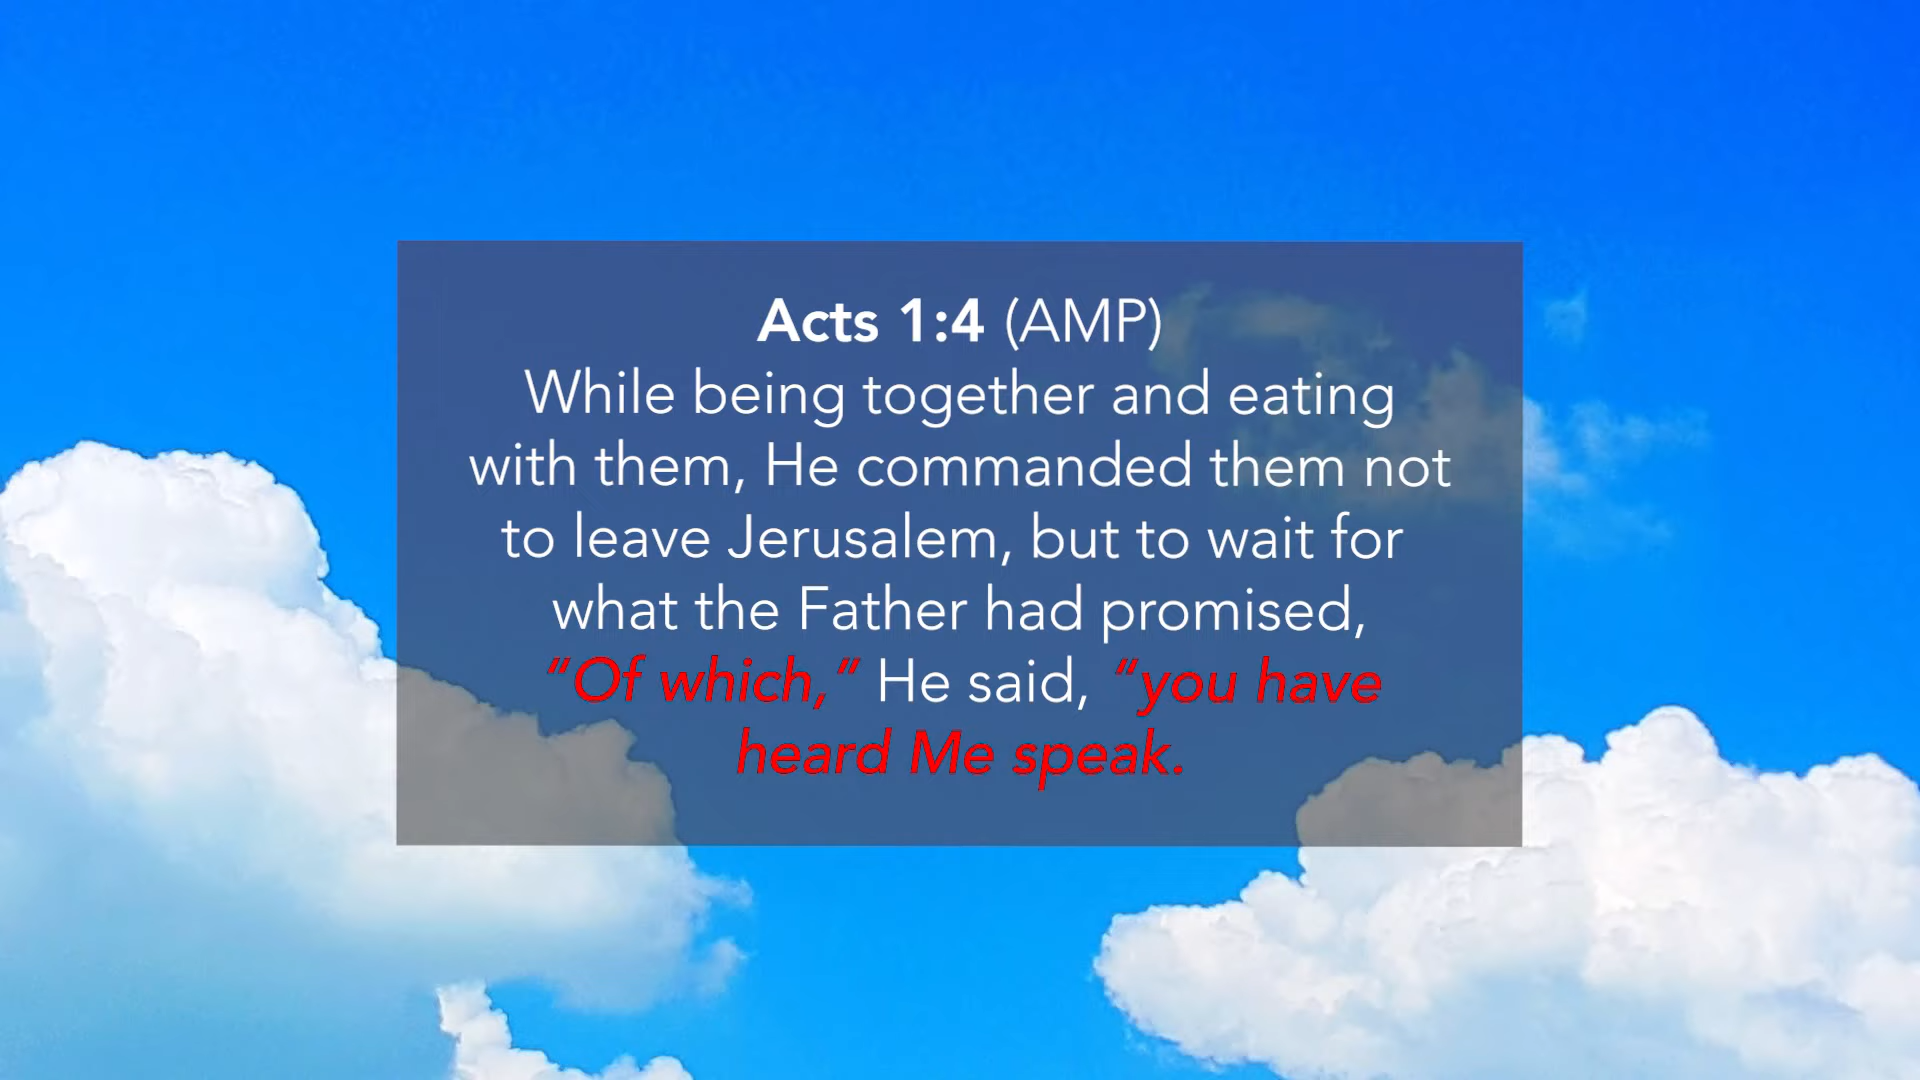 Acts 1:4 (AMP)
While being together and eating
with them, He commanded them not
to leave Jerusalem, but to wait for
what the Father had promised,
“Of which,” He said, “you have
heard Me speak.